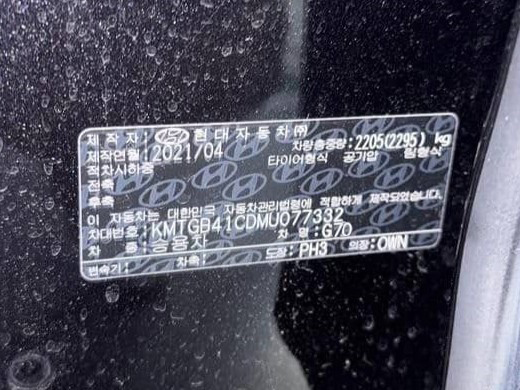 제 작 자 : 현대자동차㈜
제작연월 : 2021/04 차량총중량: 2205(2295) kg
적차시하중 타이어형식 공기압 림형식
전축
후축
이 자동차는 대한민국 자동차관리법령에 적합하게 제작되었습니다.
차대번호: KMTGB41CDMU077332
차 종 : 승용차 차 명 : G70
변속기: 차축: 도장: PH3 의장: OWN